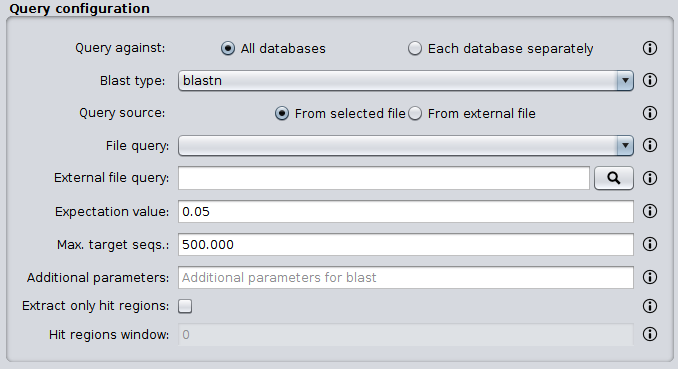 Query configuration
Query against: All databases Each database separately
Blast type: blastn
Query source: From selected file From external file
File query:
External file query:
Expectation value: 0.05
Max. target seqs.: 500.000
Additional parameters: Additional parameters for blast
Extract only hit regions:
Hit regions window: 0